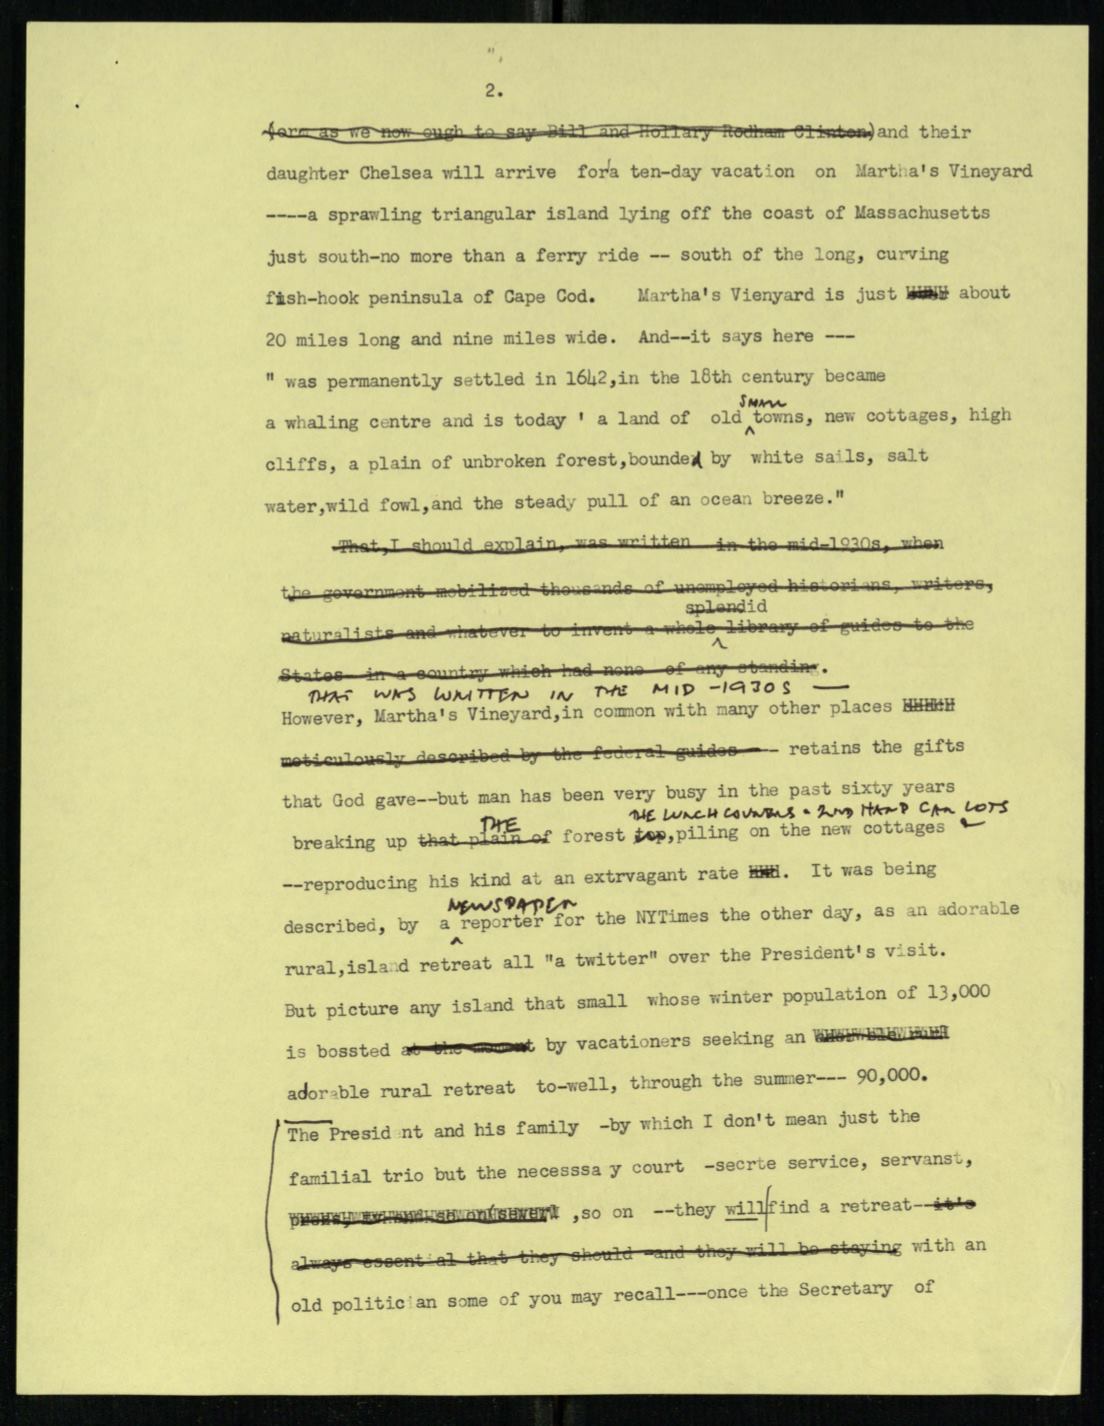 2.
(orm as we now ough to say Bill and Hollary Rodham Clinton)and their
daughter Chelsea will arrive for/a ten-day vacation on Martha's Vineyard
----a sprawling triangular island lying off the coast of Massachusetts
just south-no more than a ferry ride -- south of the long, curving
fish-hook peninsula of Cape Cod. Martha's Vienyard is just about
20 miles long and nine miles wide. And--it says here ---
" was permanently settled in 1642,in the 18th century became
SMALL
a whaling centre and is today ' a land of old towns, new cottages, high
cliffs, a plain of unbroken forest,bounded by white sails, salt
water,wild fowl,and the steady pull of an ocean breeze."
That,I should explain, was written in the mid-1930s, when
the government mobilized thousands of unemployed historians, writers,
splendid
naturalists and whatever to invent a whole library of guides to the
States in a country which had none of any standing.
THAT WAS WRITTEN IN THE MID-1930S —
However, Martha's Vineyard,in common with many other places
meticulously described by the federal guides -- retains the gifts
that God gave--but man has been very busy in the past sixty years
THE THE LUNCH COUNTERS - 2ND HAND CAR LOTS
breaking up that plain of forest top,piling on the new cottages
--reproducing his kind at an extrvagant rate . It was being
NEWSPAPER
described, by a reporter for the NYTimes the other day, as an adorable
rural,island retreat all "a twitter" over the President's visit.
But picture any island that small whose winter population of 13,000
is bossted at the moment by vacationers seeking an
adorable rural retreat to-well, through the summer--- 90,000.
The Presid nt and his family -by which I don't mean just the
familial trio but the necesssa y court -secrte service, servanst,
,so on --they will find a retreat--it's
always essential that they should -and they will be staying with an
old politician some of you may recall---once the Secretary of